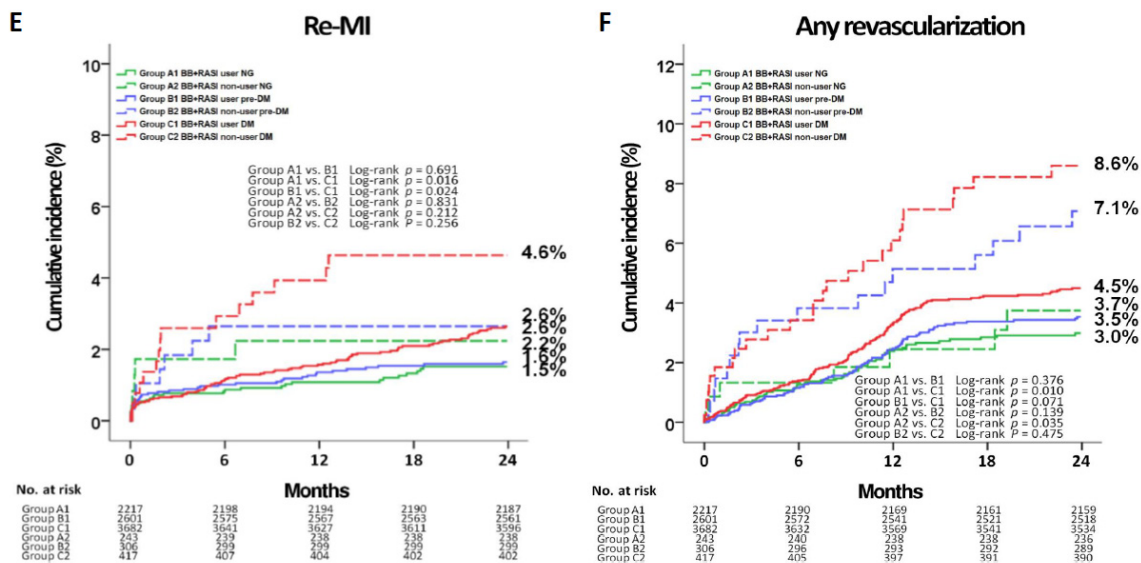 E
Re-MI
Cumulative incidence (%)
10
8
6
4
2
0
Group A1 BB+RASI user NG
Group A2 BB+RASI non-user NG
Group B1 BB+RASI user pre-DM
Group B2 BB+RASI non-user pre-DM
Group C1 BB+RASI user DM
Group C2 BB+RASI non-user DM
Group A1 vs. B1 Log-rank p = 0.691
Group A1 vs. C1 Log-rank p = 0.016
Group B1 vs. C1 Log-rank p = 0.024
Group A2 vs. B2 Log-rank p = 0.831
Group A2 vs. C2 Log-rank p = 0.212
Group B2 vs. C2 Log-rank P = 0.256
4.6%
2.6%
2.6%
2.2%
1.6%
1.5%
0 6 12 18 24
Months
No. at risk
Group A1 2217 2198 2194 2190 2187
Group B1 2601 2575 2567 2563 2561
Group C1 3682 3641 3627 3611 3596
Group A2 243 239 238 238 238
Group B2 306 299 299 299 299
Group C2 417 407 404 402 402
F
Any revascularization
Cumulative incidence (%)
12
10
8
6
4
2
0
Group A1 BB+RASI user NG
Group A2 BB+RASI non-user NG
Group B1 BB+RASI user pre-DM
Group B2 BB+RASI non-user pre-DM
Group C1 BB+RASI user DM
Group C2 BB+RASI non-user DM
8.6%
7.1%
4.5%
3.7%
3.5%
3.0%
Group A1 vs. B1 Log-rank p = 0.376
Group A1 vs. C1 Log-rank p = 0.010
Group B1 vs. C1 Log-rank p = 0.071
Group A2 vs. B2 Log-rank p = 0.139
Group A2 vs. C2 Log-rank p = 0.035
Group B2 vs. C2 Log-rank P = 0.475
0 6 12 18 24
Months
No. at risk
Group A1 2217 2190 2169 2161 2159
Group B1 2601 2572 2541 2521 2518
Group C1 3682 3632 3569 3541 3534
Group A2 243 240 238 238 236
Group B2 306 296 293 292 289
Group C2 417 405 397 391 390